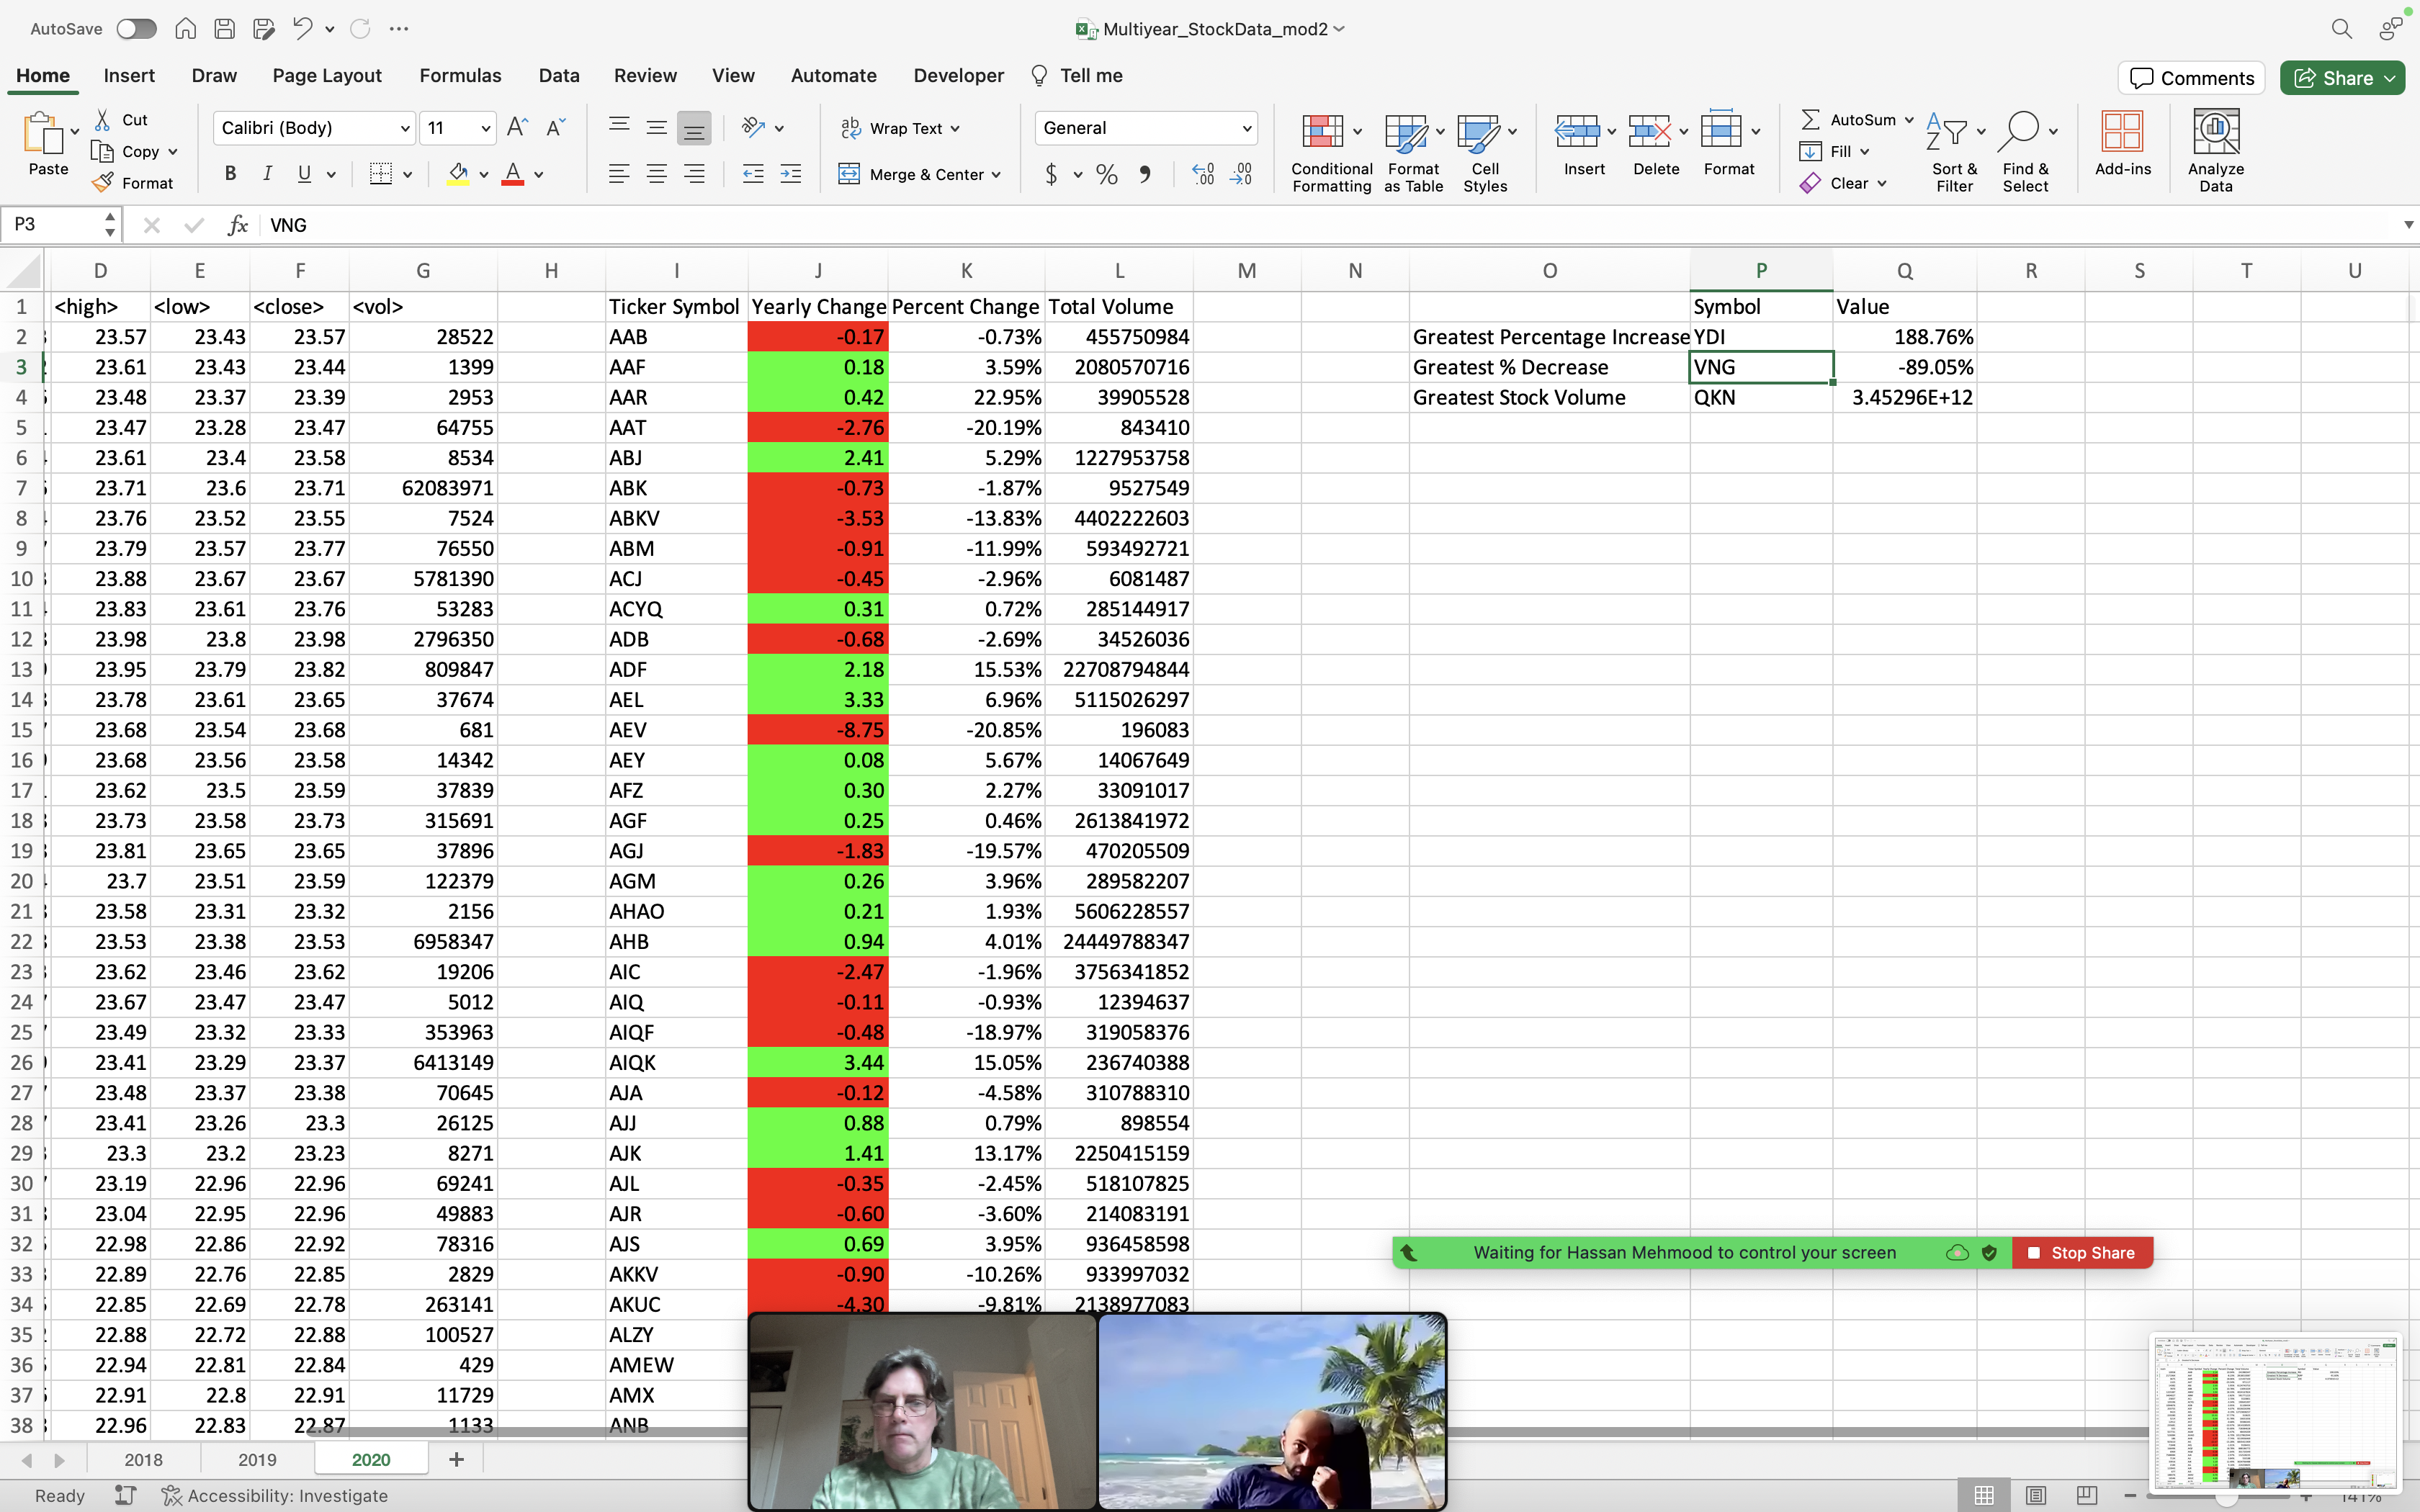 AutoSave
Multiyear_StockData_mod2
Home Insert Draw Page Layout Formulas Data Review View Automate Developer Tell me
Comments Share
Paste Cut Copy Format
Calibri (Body) 11
B I U
Wrap Text
Merge & Center
General
Conditional Formatting
Format as Table
Cell Styles
Insert Delete Format
AutoSum
Fill
Clear
Sort & Filter
Find & Select
Add-ins
Analyze Data
P3 fx VNG
D E F G H I J K L M N O P Q R S T U
1 <high> <low> <close> <vol> Ticker Symbol Yearly Change Percent Change Total Volume Symbol Value
2 23.57 23.43 23.57 28522 AAB -0.17 -0.73% 455750984 Greatest Percentage Increase YDI 188.76%
3 23.61 23.43 23.44 1399 AAF 0.18 3.59% 2080570716 Greatest % Decrease VNG -89.05%
4 23.48 23.37 23.39 2953 AAR 0.42 22.95% 39905528 Greatest Stock Volume QKN 3.45296E+12
5 23.47 23.28 23.47 64755 AAT -2.76 -20.19% 843410
6 23.61 23.4 23.58 8534 ABJ 2.41 5.29% 1227953758
7 23.71 23.6 23.71 62083971 ABK -0.73 -1.87% 9527549
8 23.76 23.52 23.55 7524 ABKV -3.53 -13.83% 4402222603
9 23.79 23.57 23.77 76550 ABM -0.91 -11.99% 593492721
10 23.88 23.67 23.67 5781390 ACJ -0.45 -2.96% 6081487
11 23.83 23.61 23.76 53283 ACYQ 0.31 0.72% 285144917
12 23.98 23.8 23.98 2796350 ADB -0.68 -2.69% 34526036
13 23.95 23.79 23.82 809847 ADF 2.18 15.53% 22708794844
14 23.78 23.61 23.65 37674 AEL 3.33 6.96% 5115026297
15 23.68 23.54 23.68 681 AEV -8.75 -20.85% 196083
16 23.68 23.56 23.58 14342 AEY 0.08 5.67% 14067649
17 23.62 23.5 23.59 37839 AFZ 0.30 2.27% 33091017
18 23.73 23.58 23.73 315691 AGF 0.25 0.46% 2613841972
19 23.81 23.65 23.65 37896 AGJ -1.83 -19.57% 470205509
20 23.7 23.51 23.59 122379 AGM 0.26 3.96% 289582207
21 23.58 23.31 23.32 2156 AHAO 0.21 1.93% 5606228557
22 23.53 23.38 23.53 6958347 AHB 0.94 4.01% 24449788347
23 23.62 23.46 23.62 19206 AIC -2.47 -1.96% 3756341852
24 23.67 23.47 23.47 5012 AIQ -0.11 -0.93% 12394637
25 23.49 23.32 23.33 353963 AIQF -0.48 -18.97% 319058376
26 23.41 23.29 23.37 6413149 AIQK 3.44 15.05% 236740388
27 23.48 23.37 23.38 70645 AJA -0.12 -4.58% 310788310
28 23.41 23.26 23.3 26125 AJJ 0.88 0.79% 898554
29 23.3 23.2 23.23 8271 AJK 1.41 13.17% 2250415159
30 23.19 22.96 22.96 69241 AJL -0.35 -2.45% 518107825
31 23.04 22.95 22.96 49883 AJR -0.60 -3.60% 214083191
32 22.98 22.86 22.92 78316 AJS 0.69 3.95% 936458598
Waiting for Hassan Mehmood to control your screen Stop Share
33 22.89 22.76 22.85 2829 AKKV -0.90 -10.26% 933997032
34 22.85 22.69 22.78 263141 AKUC -4.30 -9.81% 2138977083
35 22.88 22.72 22.88 100527 ALZY
36 22.94 22.81 22.84 429 AMEW
37 22.91 22.8 22.91 11729 AMX
38 22.96 22.83 22.87 1133 ANB
2018 2019 2020 +
Ready Accessibility: Investigate 141%